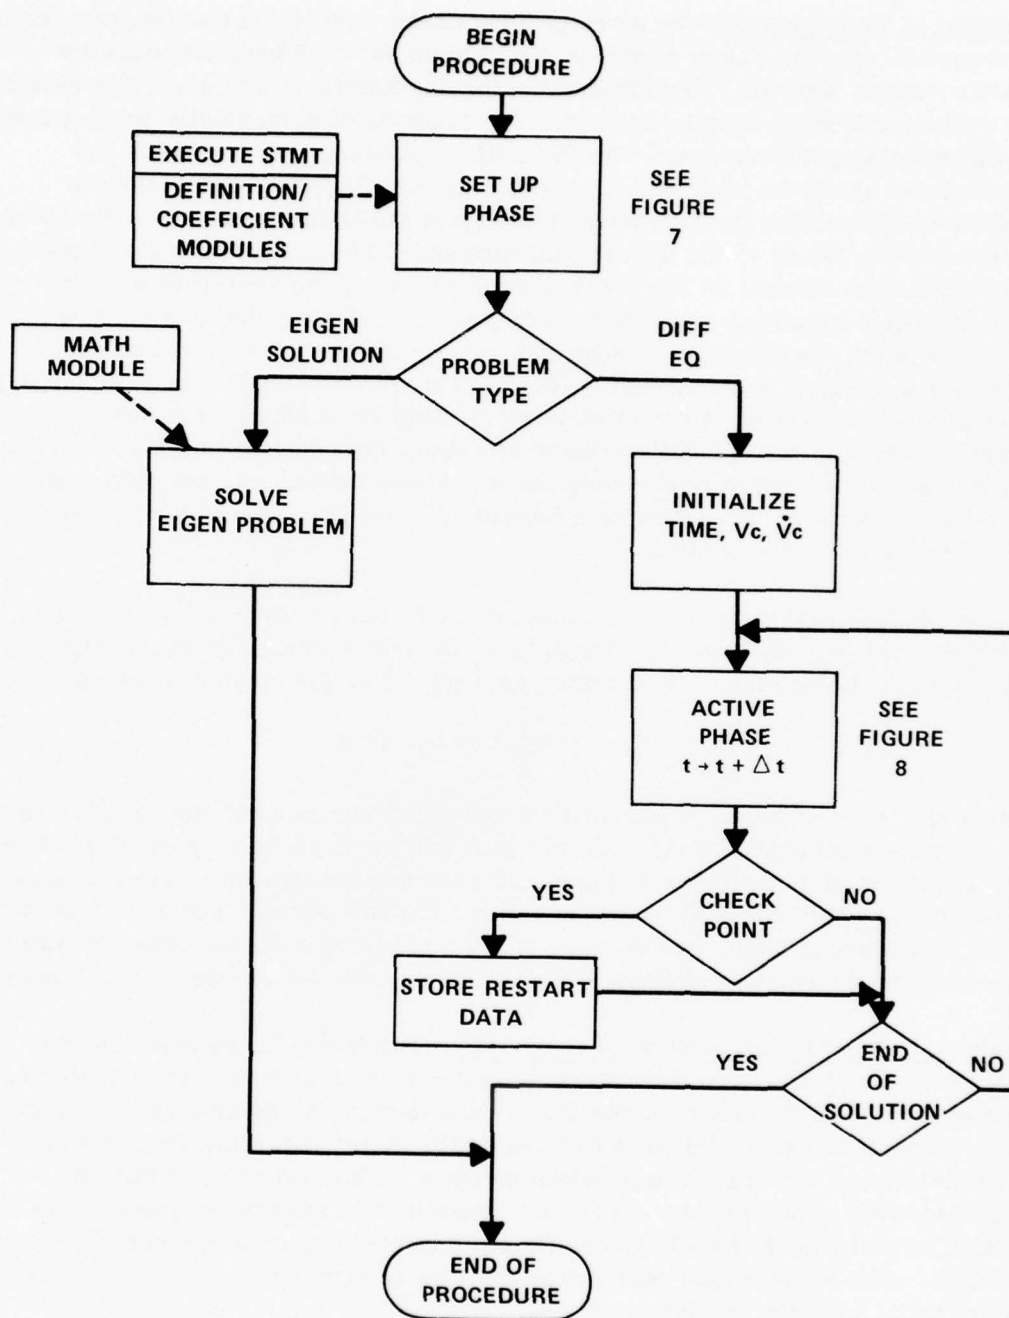 BEGIN
PROCEDURE
EXECUTE STMT
DEFINITION/
COEFFICIENT
MODULES
SET UP
PHASE
SEE
FIGURE
7
MATH
MODULE
EIGEN
SOLUTION
PROBLEM
TYPE
DIFF
EQ
SOLVE
EIGEN PROBLEM
INITIALIZE
TIME, Vc, V̇c
ACTIVE
PHASE
t → t + Δ t
SEE
FIGURE
8
YES
CHECK
POINT
NO
STORE RESTART
DATA
YES
END
OF
SOLUTION
NO
END OF
PROCEDURE